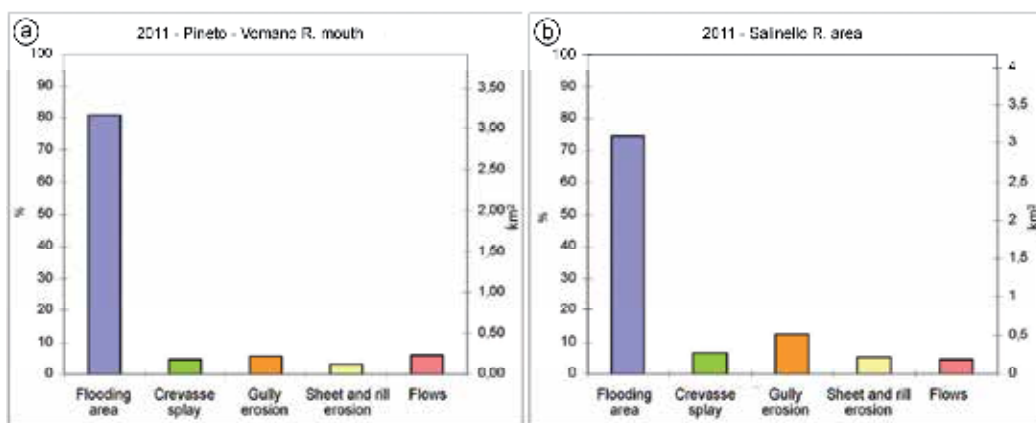 a
2011 - Pineto - Vomano R. mouth
100
90
80
70
60
50
40
30
20
10
0
%
3,50
3,00
2,50
2,00
1,50
1,00
0,50
0,00
km²
Flooding area
Crevasse splay
Gully erosion
Sheet and rill erosion
Flows
b
2011 - Salinello R. area
100
90
80
70
60
50
40
30
20
10
0
%
4
3,5
3
2,5
2
1,5
1
0,5
0
km²
Flooding area
Crevasse splay
Gully erosion
Sheet and rill erosion
Flows